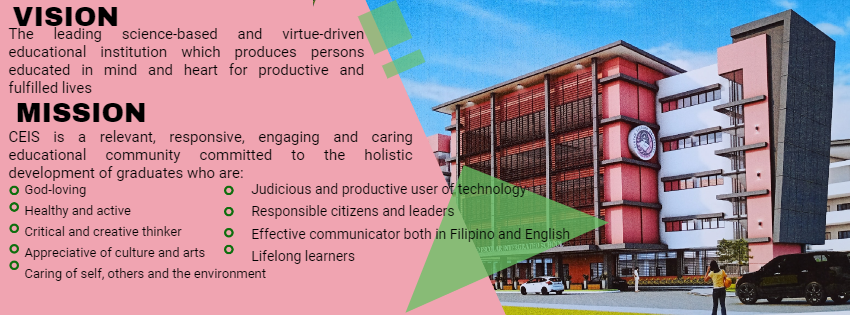 VISION
The leading science-based and virtue-driven
educational institution which produces persons
educated in mind and heart for productive and
fulfilled lives
MISSION
CEIS is a relevant, responsive, engaging and caring
educational community committed to the holistic
development of graduates who are:
God-loving
Healthy and active
Critical and creative thinker
Appreciative of culture and arts
Caring of self, others and the environment
Judicious and productive user of technology
Responsible citizens and leaders
Effective communicator both in Filipino and English
Lifelong learners